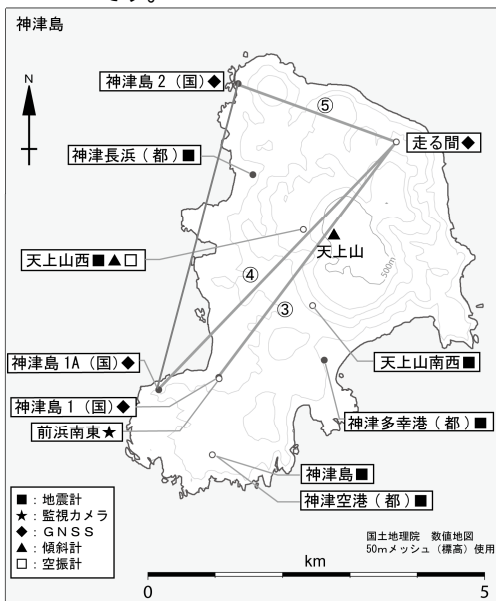 神津島
N
神津島２（国）◆
⑤
走る間◆
神津長浜（都）■
天上山西■▲□
天上山
500m
④
③
神津島 1A（国）◆
天上山南西■
神津島１（国）◆
前浜南東★
神津多幸港（都）■
神津島■
神津空港（都）■
■：地震計
★：監視カメラ
◆：ＧＮＳＳ
▲：傾斜計
□：空振計
国土地理院　数値地図
50mメッシュ（標高）使用
km
0
5